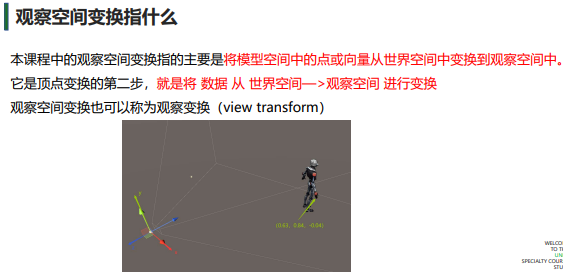 观察空间变换指什么
本课程中的观察空间变换指的主要是将模型空间中的点或向量从世界空间中变换到观察空间中。
它是顶点变换的第二步，就是将 数据 从 世界空间—>观察空间 进行变换
观察空间变换也可以称为观察变换（view transform）
(0.63, 0.84, -0.84)
WELCO
TO TI
UN
SPECIALTY COUR
STU